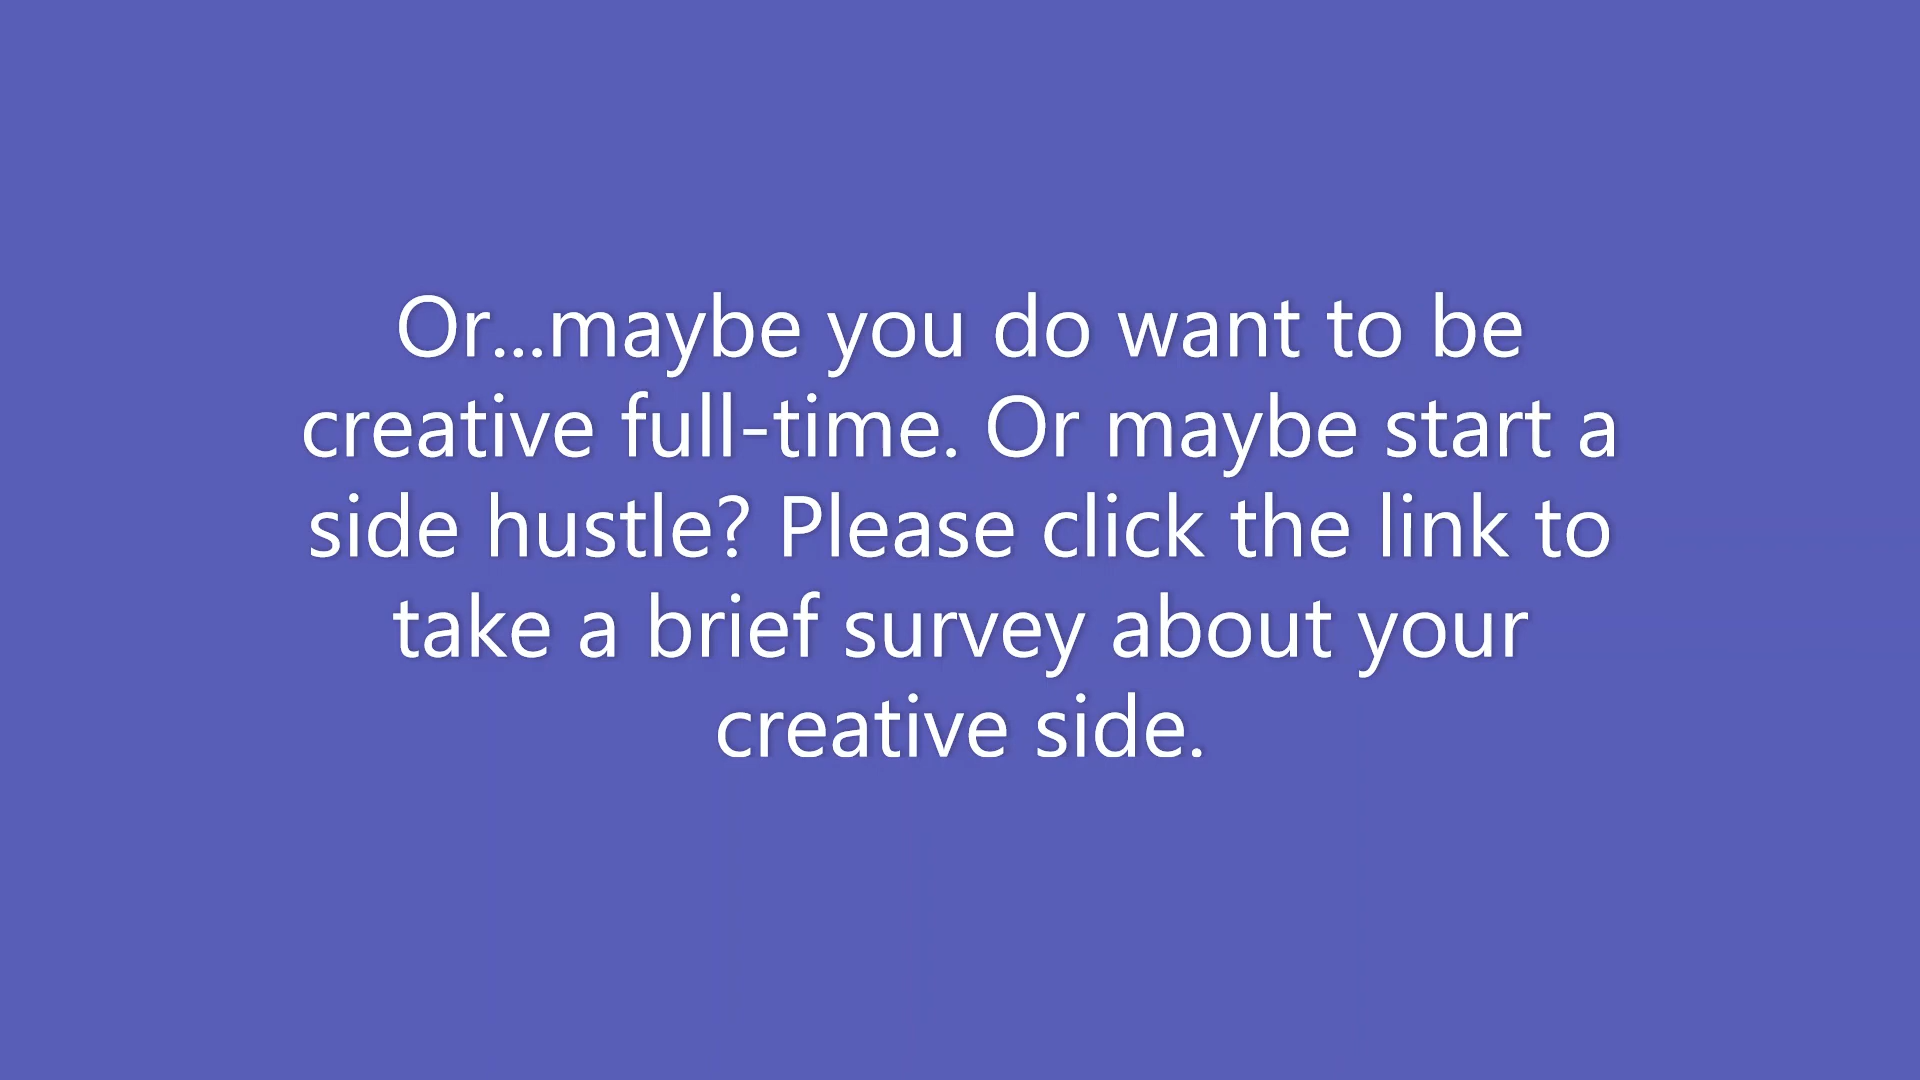 Or...maybe you do want to be
creative full-time. Or maybe start a
side hustle? Please click the link to
take a brief survey about your
creative side.